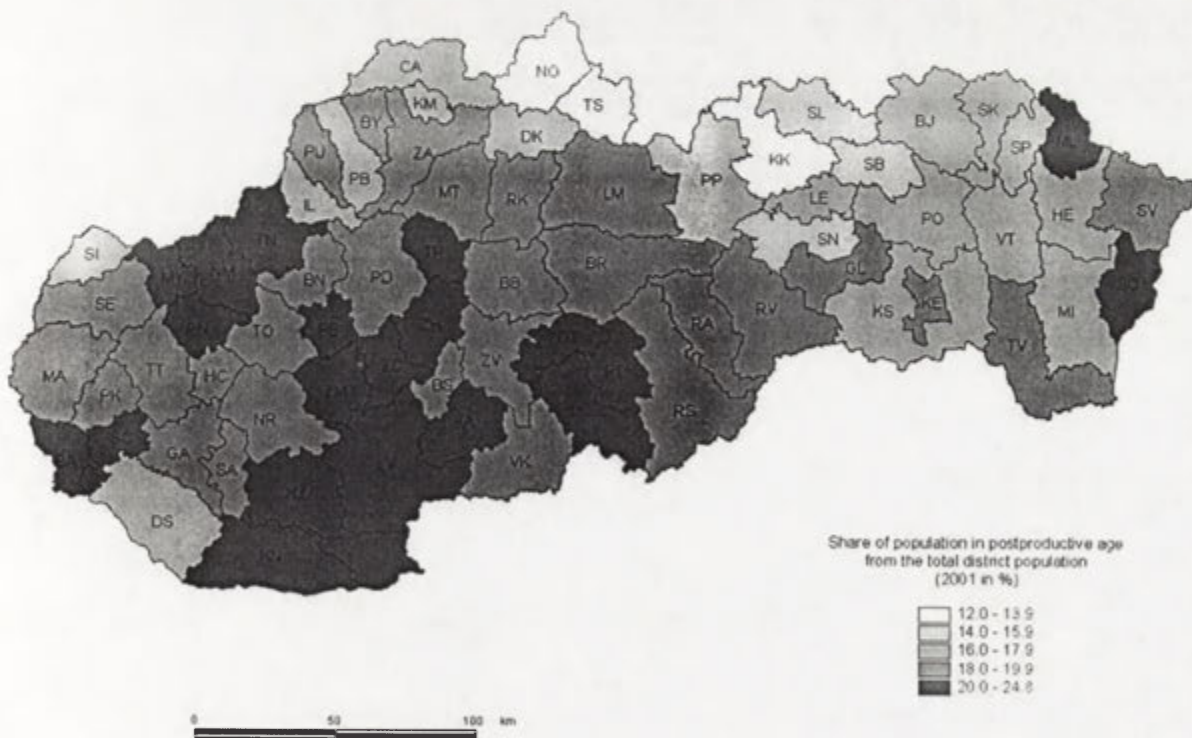 NO
CA
TS
KM
SL
BY
DK
BJ
SK
SP
PU
ZA
KK
SB
PB
MT
RK
LM
PP
LE
IL
PO
HE
SV
VT
TN
SN
SI
TR
BN
BR
GL
BB
SE
RV
KS
KE
MI
TO
RA
TV
MA
TT
HC
ZV
PK
BS
NR
RS
GA
SA
VK
DS
Share of population in postproductive age
from the total district population
(2001 in %)
12.0 - 13.9
14.0 - 15.9
16.0 - 17.9
18.0 - 19.9
20.0 - 24.8
0 50 100 km